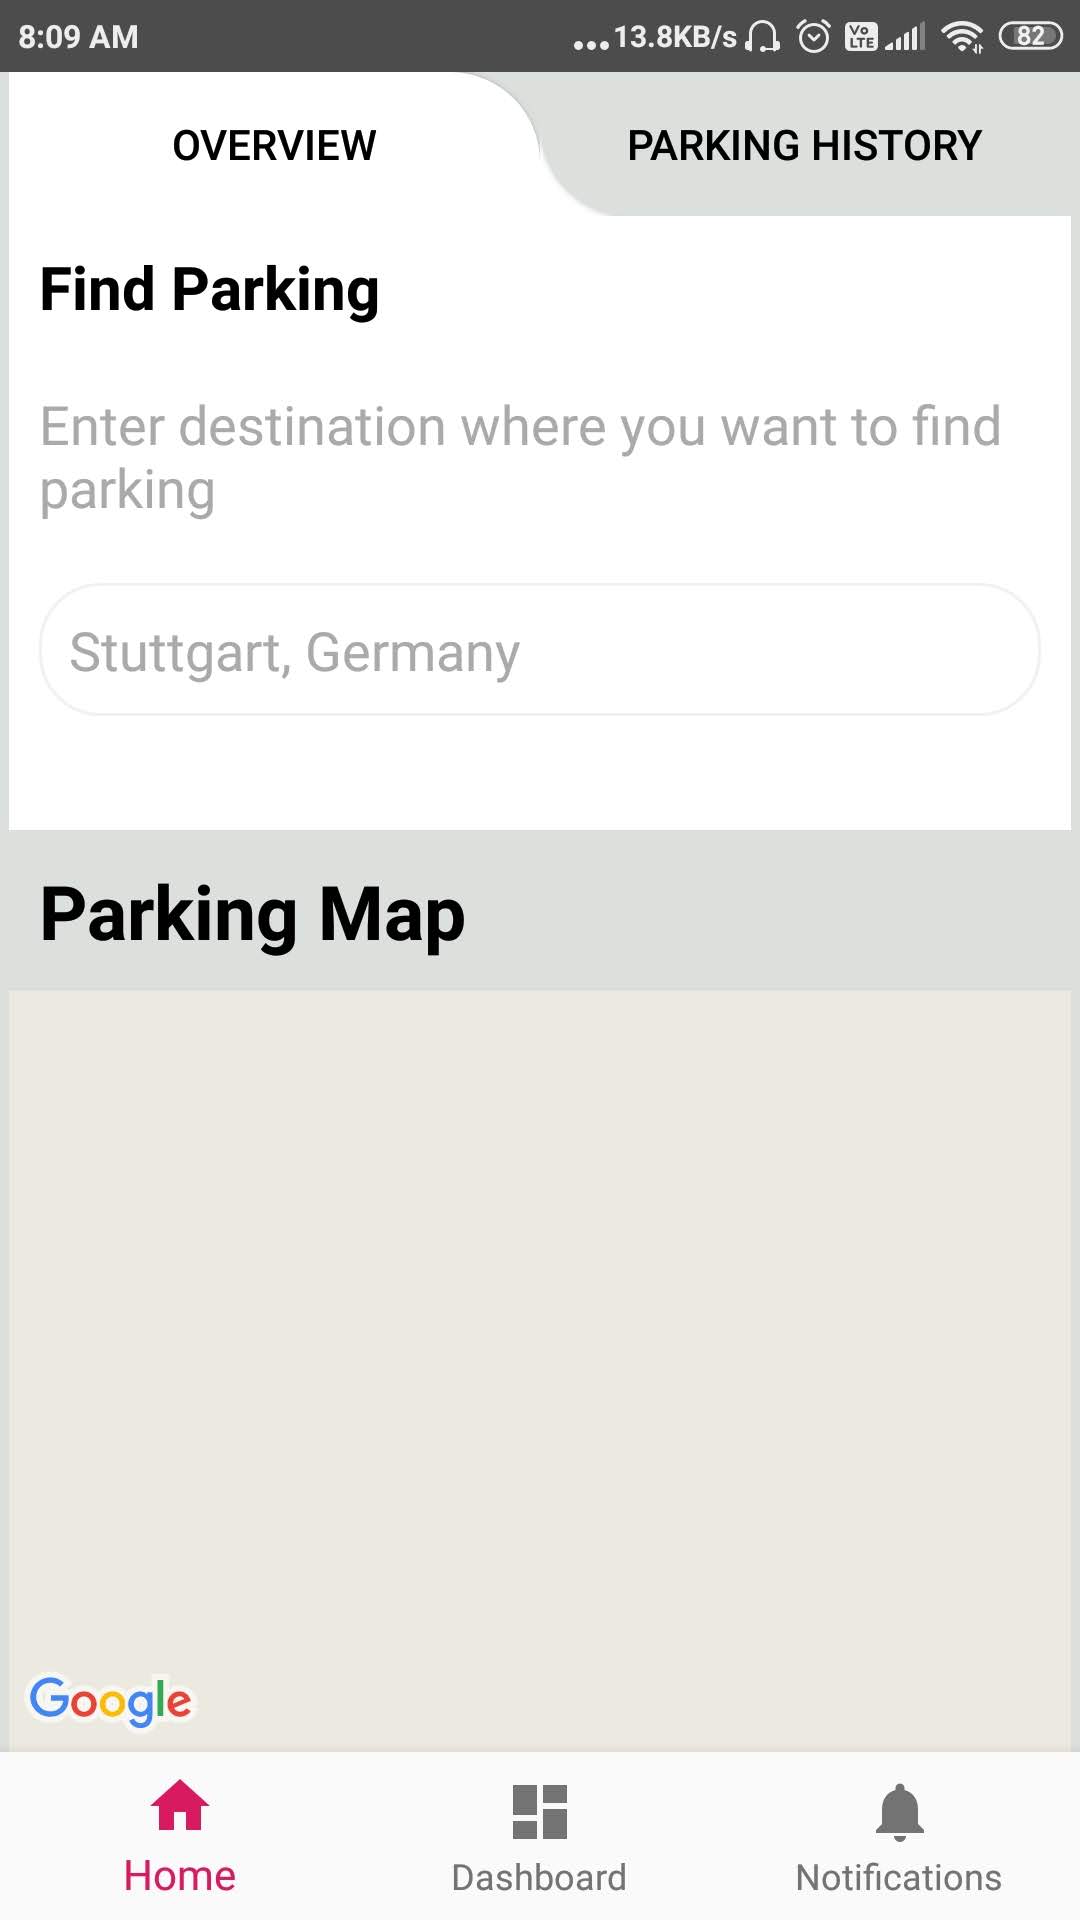 8:09 AM
...13.8KB/s Vo LTE 82
OVERVIEW
PARKING HISTORY
Find Parking
Enter destination where you want to find
parking
Stuttgart, Germany
Parking Map
Google
Home
Dashboard
Notifications